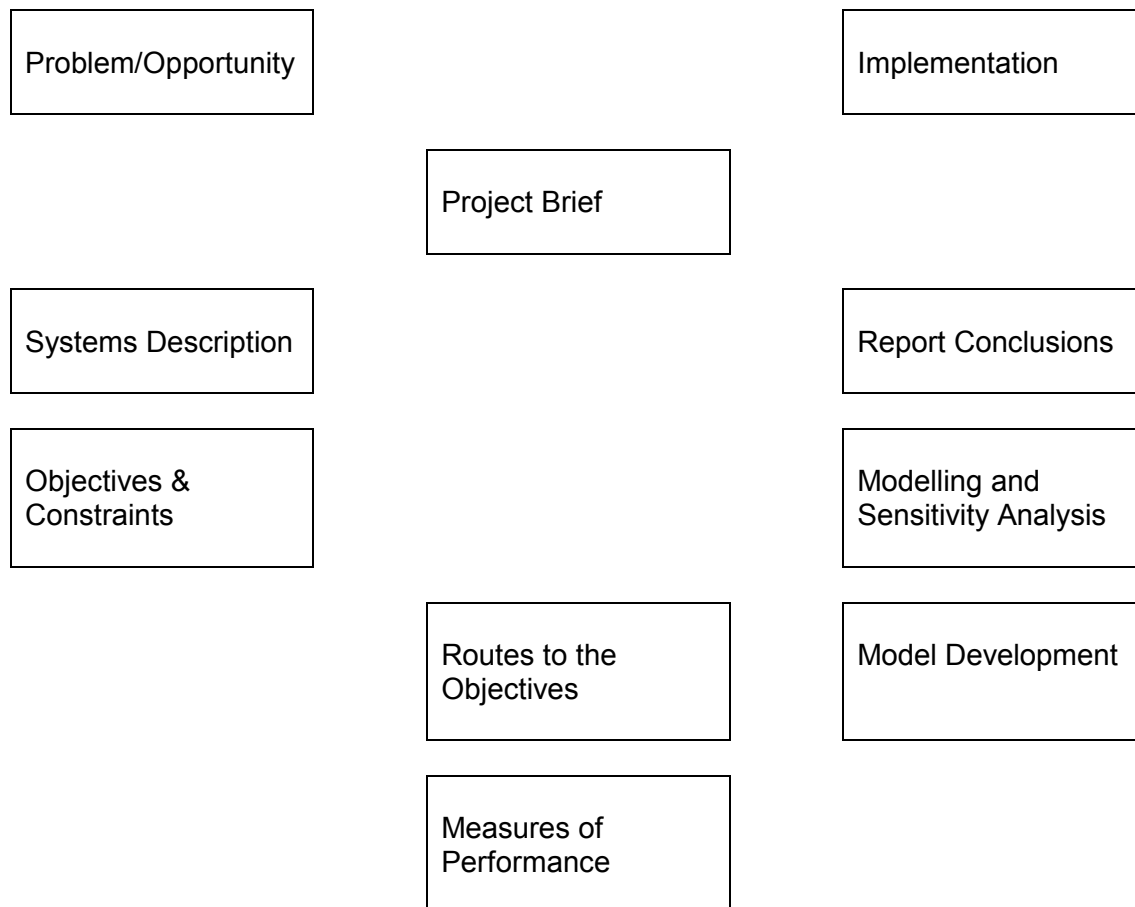 Problem/Opportunity
Implementation
Project Brief
Systems Description
Report Conclusions
Objectives &
Constraints
Modelling and
Sensitivity Analysis
Routes to the
Objectives
Model Development
Measures of
Performance